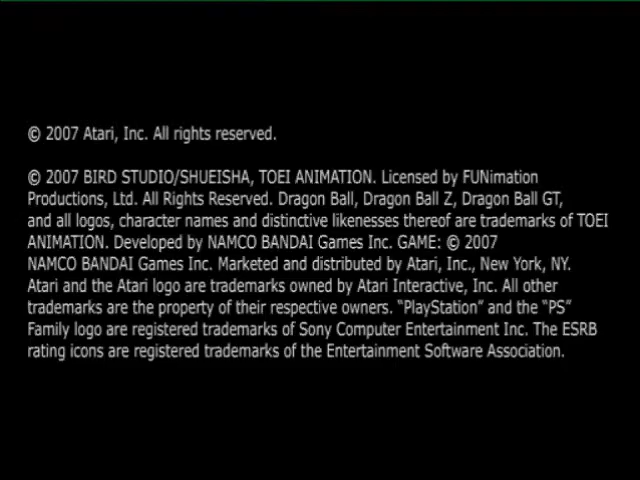 © 2007 Atari, Inc. All rights reserved.
© 2007 BIRD STUDIO/SHUEISHA, TOEI ANIMATION. Licensed by FUNimation
Productions, Ltd. All Rights Reserved. Dragon Ball, Dragon Ball Z, Dragon Ball GT,
and all logos, character names and distinctive likenesses thereof are trademarks of TOEI
ANIMATION. Developed by NAMCO BANDAI Games Inc. GAME: © 2007
NAMCO BANDAI Games Inc. Marketed and distributed by Atari, Inc., New York, NY.
Atari and the Atari logo are trademarks owned by Atari Interactive, Inc. All other
trademarks are the property of their respective owners. “PlayStation” and the “PS”
Family logo are registered trademarks of Sony Computer Entertainment Inc. The ESRB
rating icons are registered trademarks of the Entertainment Software Association.